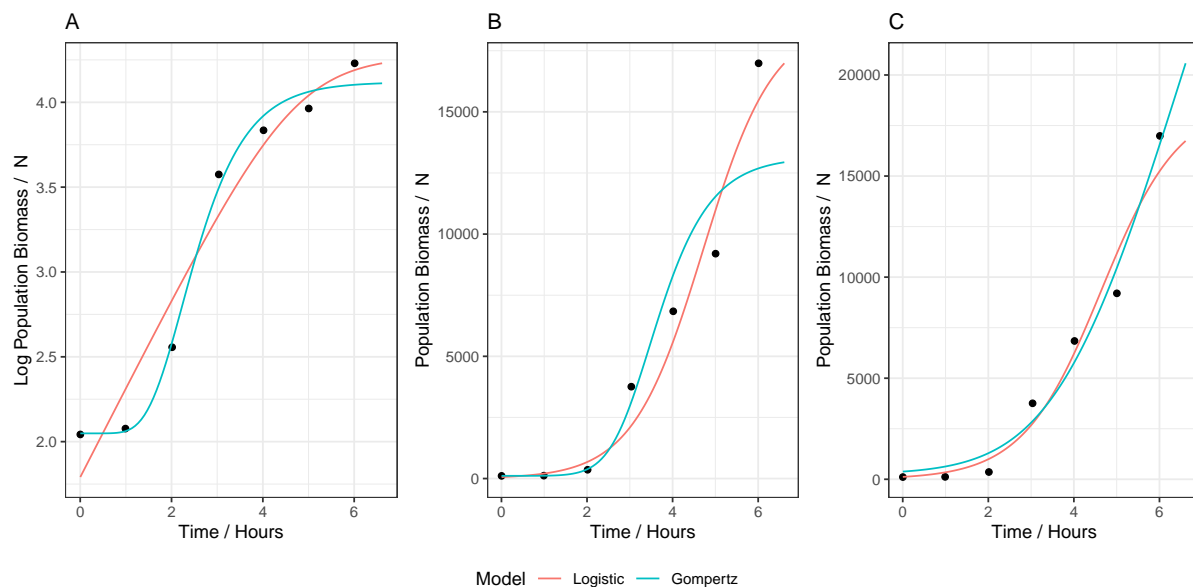 A
B
C
Log Population Biomass / N
4.0
3.5
3.0
2.5
2.0
0
2
4
6
Time / Hours
Population Biomass / N
15000
10000
5000
0
0
2
4
6
Time / Hours
Population Biomass / N
20000
15000
10000
5000
0
0
2
4
6
Time / Hours
Model Logistic Gompertz